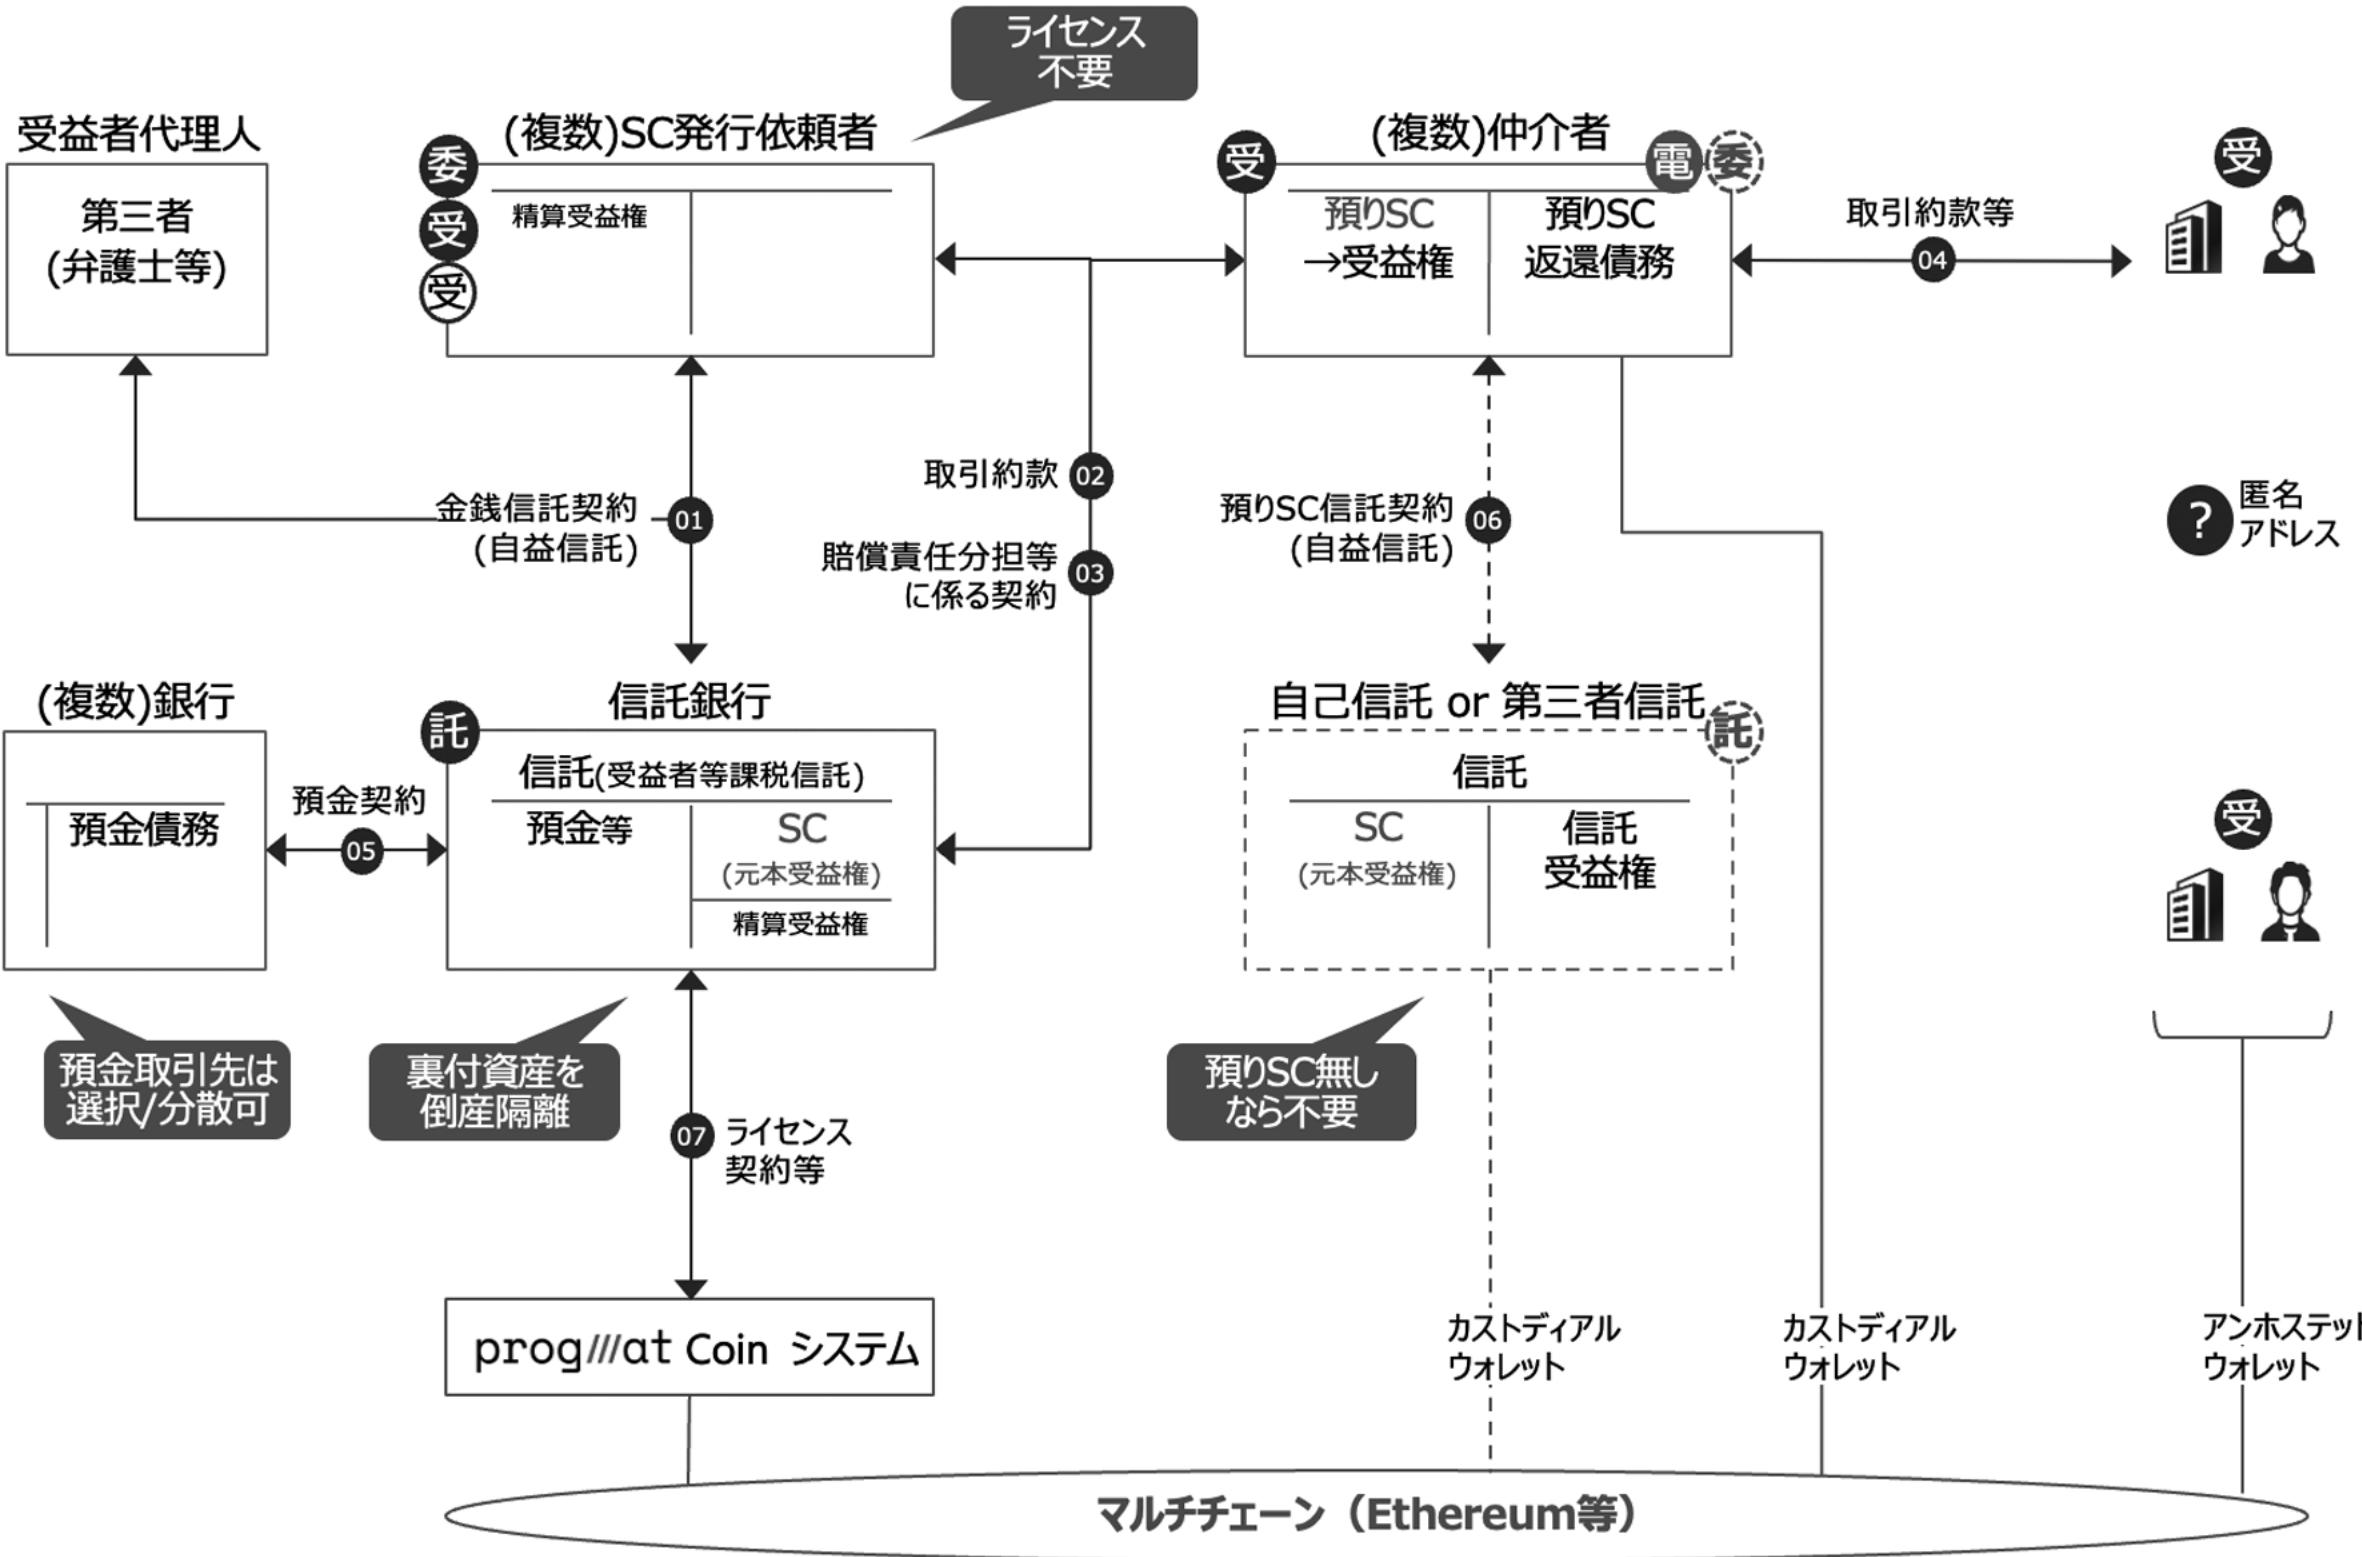 ライセンス
不要
受益者代理人
(複数)SC発行依頼者
(複数)仲介者
委
受
受
受
電
委
受
第三者
(弁護士等)
精算受益権
預りSC
→受益権
預りSC
返還債務
取引約款等
04
取引約款
02
金銭信託契約
(自益信託)
01
賠償責任分担等
に係る契約
03
預りSC信託契約
(自益信託)
06
?
匿名
アドレス
(複数)銀行
信託銀行
自己信託 or 第三者信託
託
託
信託(受益者等課税信託)
信託
預金債務
預金契約
05
預金等
SC
(元本受益権)
精算受益権
SC
(元本受益権)
信託
受益権
受
預金取引先は
選択/分散可
裏付資産を
倒産隔離
預りSC無し
なら不要
07
ライセンス
契約等
prog///at Coin システム
カストディアル
ウォレット
カストディアル
ウォレット
アンホステッド
ウォレット
マルチチェーン（Ethereum等）